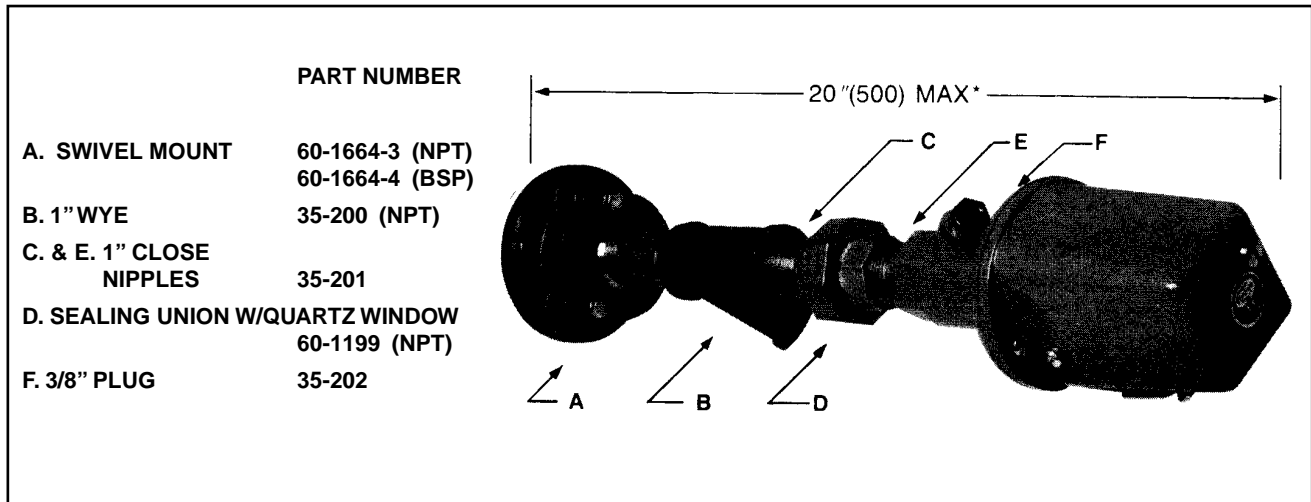 PART NUMBER
20"(500) MAX*
A. SWIVEL MOUNT 60-1664-3 (NPT)
60-1664-4 (BSP)
B. 1” WYE 35-200 (NPT)
C. & E. 1” CLOSE
NIPPLES 35-201
D. SEALING UNION W/QUARTZ WINDOW
60-1199 (NPT)
F. 3/8” PLUG 35-202
C E F
A B D